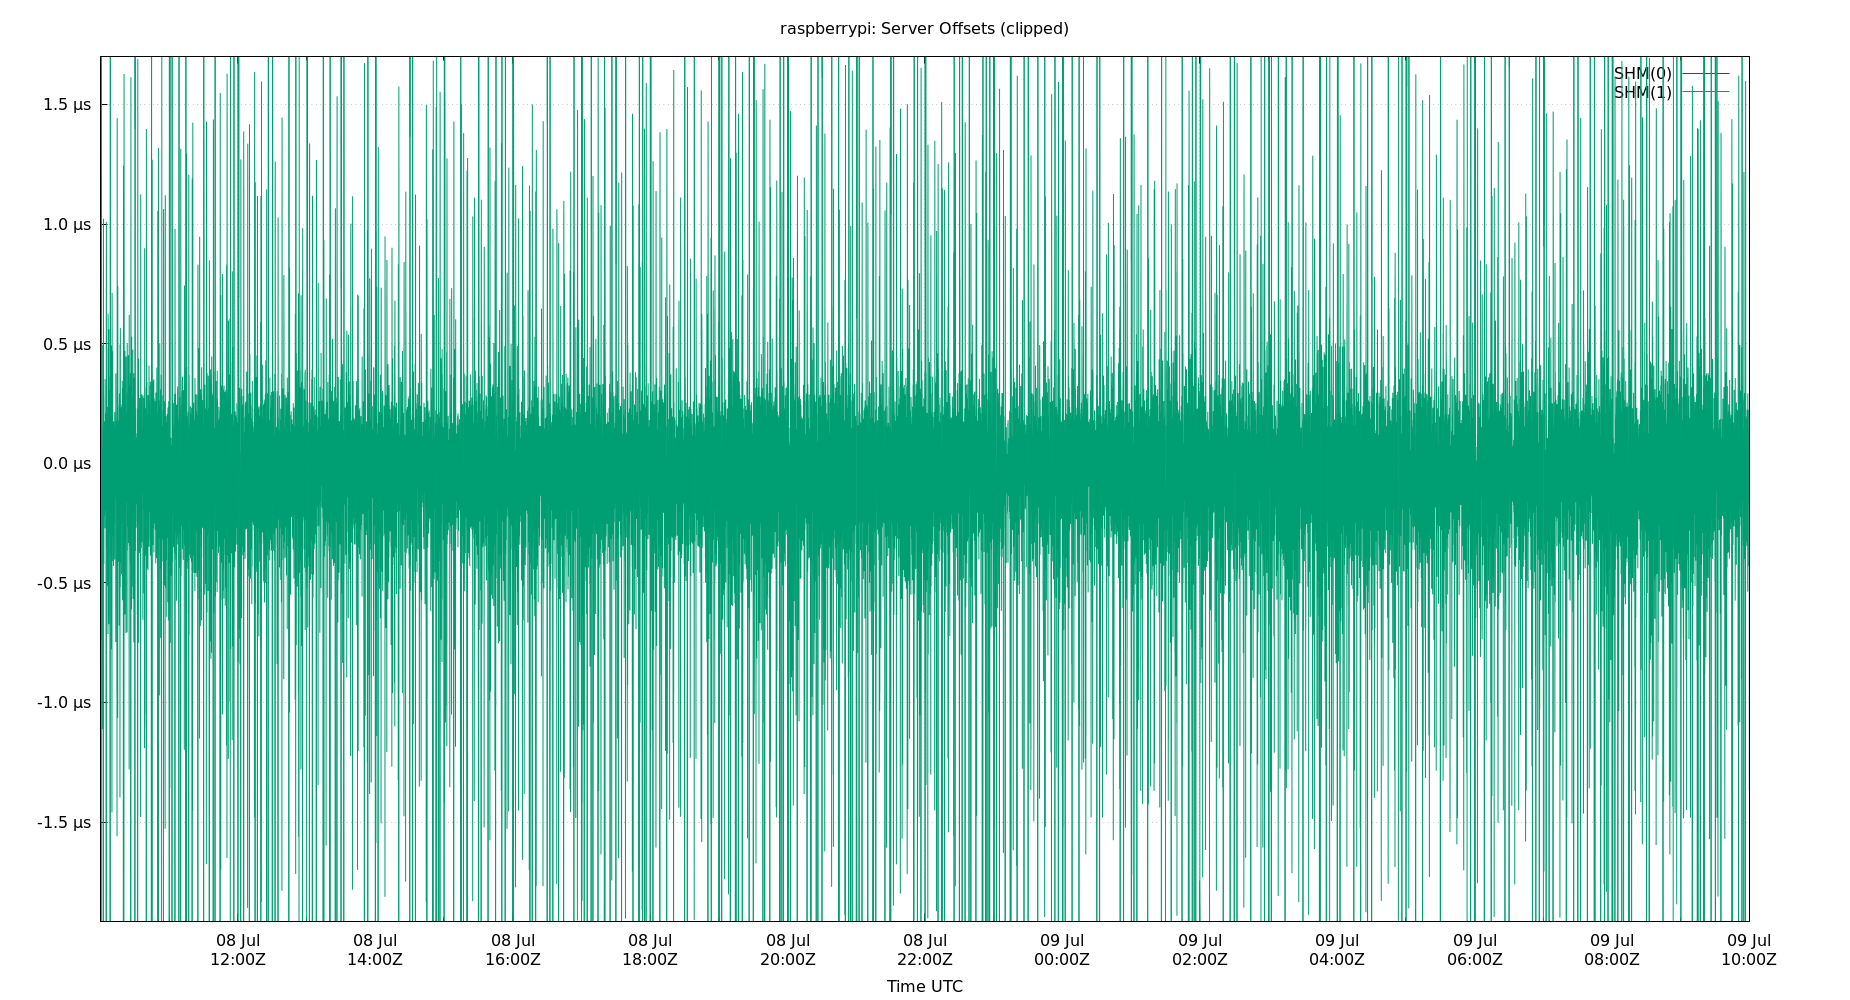 raspberrypi: Server Offsets (clipped)
SHM(0)
SHM(1)
1.5 µs
1.0 µs
0.5 µs
0.0 µs
-0.5 µs
-1.0 µs
-1.5 µs
08 Jul 08 Jul 08 Jul 08 Jul 08 Jul 08 Jul 09 Jul 09 Jul 09 Jul 09 Jul 09 Jul 09 Jul
12:00Z 14:00Z 16:00Z 18:00Z 20:00Z 22:00Z 00:00Z 02:00Z 04:00Z 06:00Z 08:00Z 10:00Z
Time UTC